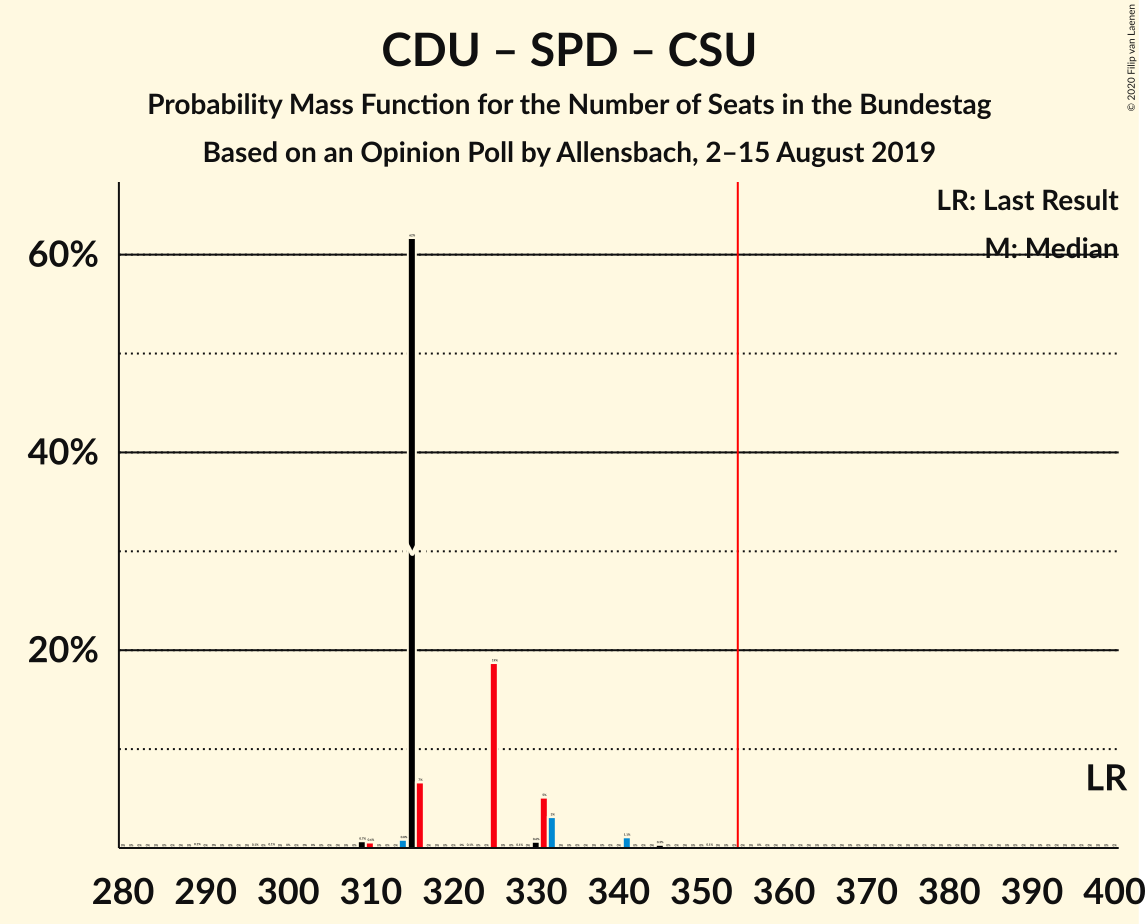 CDU – SPD – CSU
Probability Mass Function for the Number of Seats in the Bundestag
Based on an Opinion Poll by Allensbach, 2–15 August 2019
© 2020 Filip van Laenen
LR: Last Result
M: Median
60%
40%
20%
LR
280 290 300 310 320 330 340 350 360 370 380 390 400